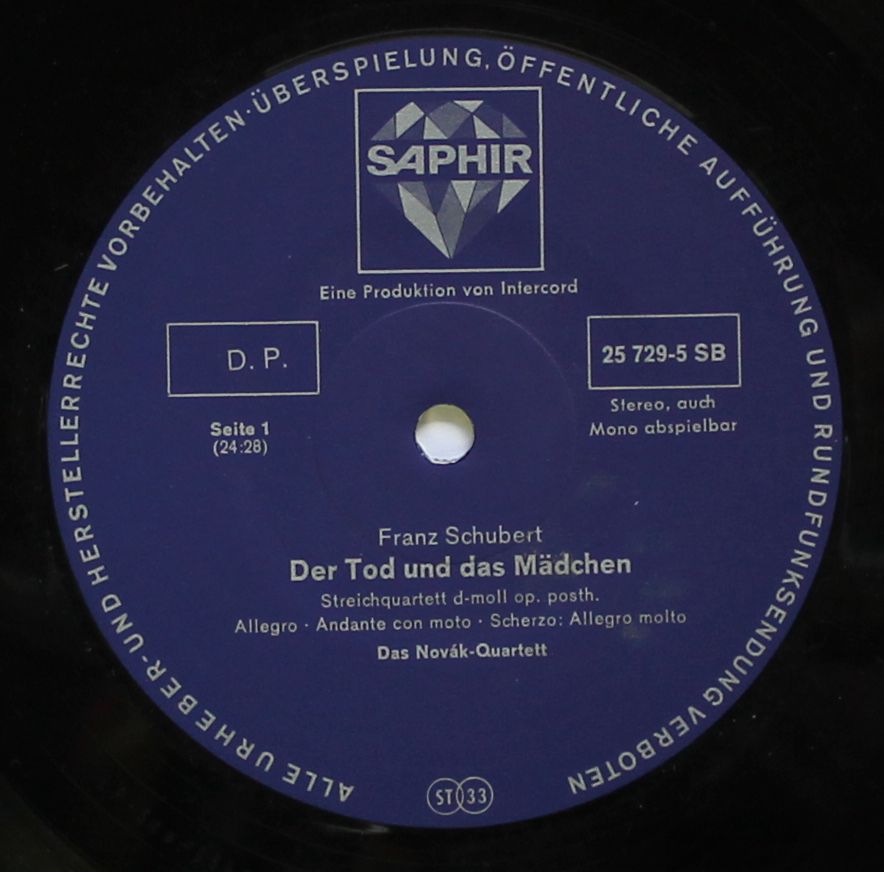 ALLE URHEBER- UND HERSTELLERRECHTE VORBEHALTEN·ÜBERSPIELUNG, ÖFFENTLICHE AUFFÜHRUNG UND RUNDFUNKSENDUNG VERBOTEN
SAPHIR
Eine Produktion von Intercord
D. P.
25 729-5 SB
Stereo, auch
Mono abspielbar
Seite 1
(24:28)
Franz Schubert
Der Tod und das Mädchen
Streichquartett d-moll op. posth.
Allegro · Andante con moto · Scherzo: Allegro molto
Das Novák-Quartett
ST 33